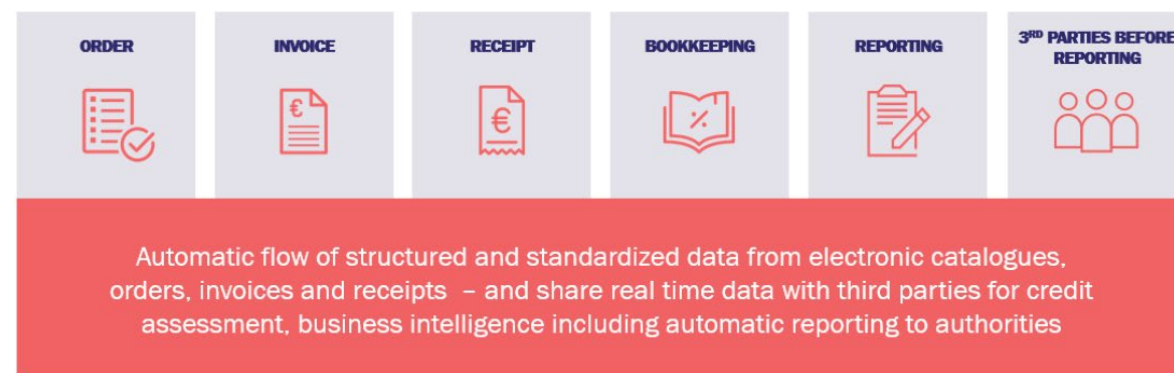 ORDER
INVOICE
RECEIPT
BOOKKEEPING
REPORTING
3RD PARTIES BEFORE
REPORTING
€
€
%
Automatic flow of structured and standardized data from electronic catalogues,
orders, invoices and receipts – and share real time data with third parties for credit
assessment, business intelligence including automatic reporting to authorities